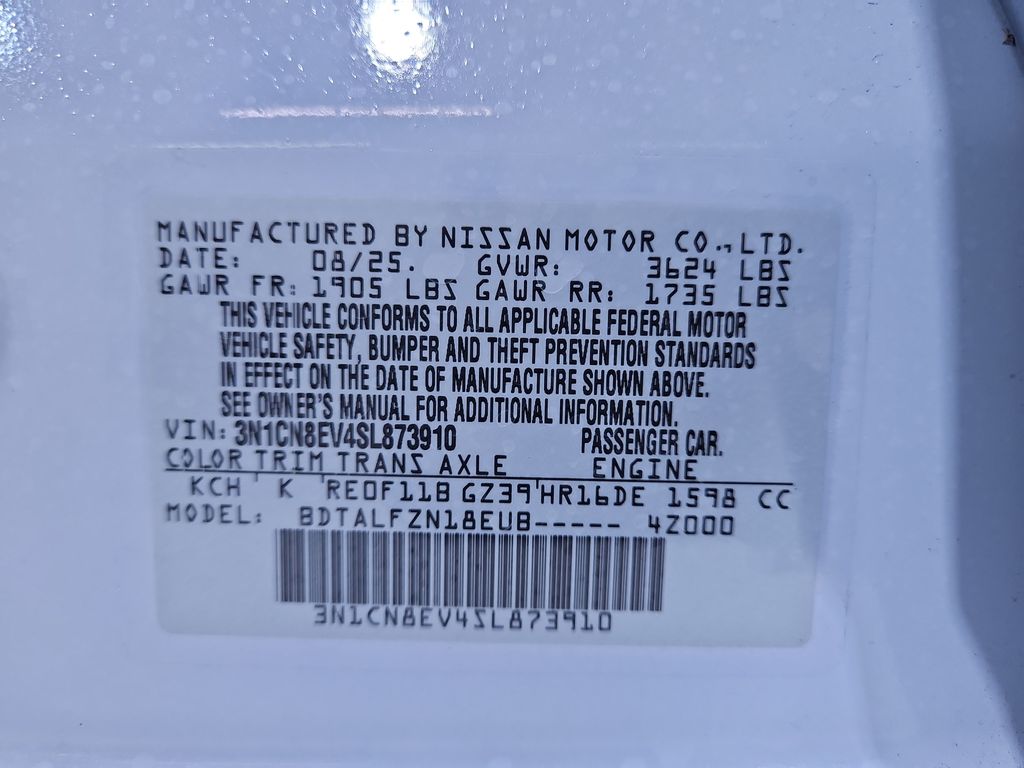 MANUFACTURED BY NISSAN MOTOR CO.,LTD.
DATE: 08/25. GVWR: 3624 LBS
GAWR FR: 1905 LBS GAWR RR: 1735 LBS
THIS VEHICLE CONFORMS TO ALL APPLICABLE FEDERAL MOTOR
VEHICLE SAFETY, BUMPER AND THEFT PREVENTION STANDARDS
IN EFFECT ON THE DATE OF MANUFACTURE SHOWN ABOVE.
SEE OWNER'S MANUAL FOR ADDITIONAL INFORMATION.
VIN: 3N1CN8EV4SL873910 PASSENGER CAR.
COLOR TRIM TRANS AXLE ENGINE
KCH ' K 'RE0F11B GZ39'HR16DE 1598 CC
MODEL: BDTALFZN18EUB----- 4Z000
3N1CN8EV4SL873910